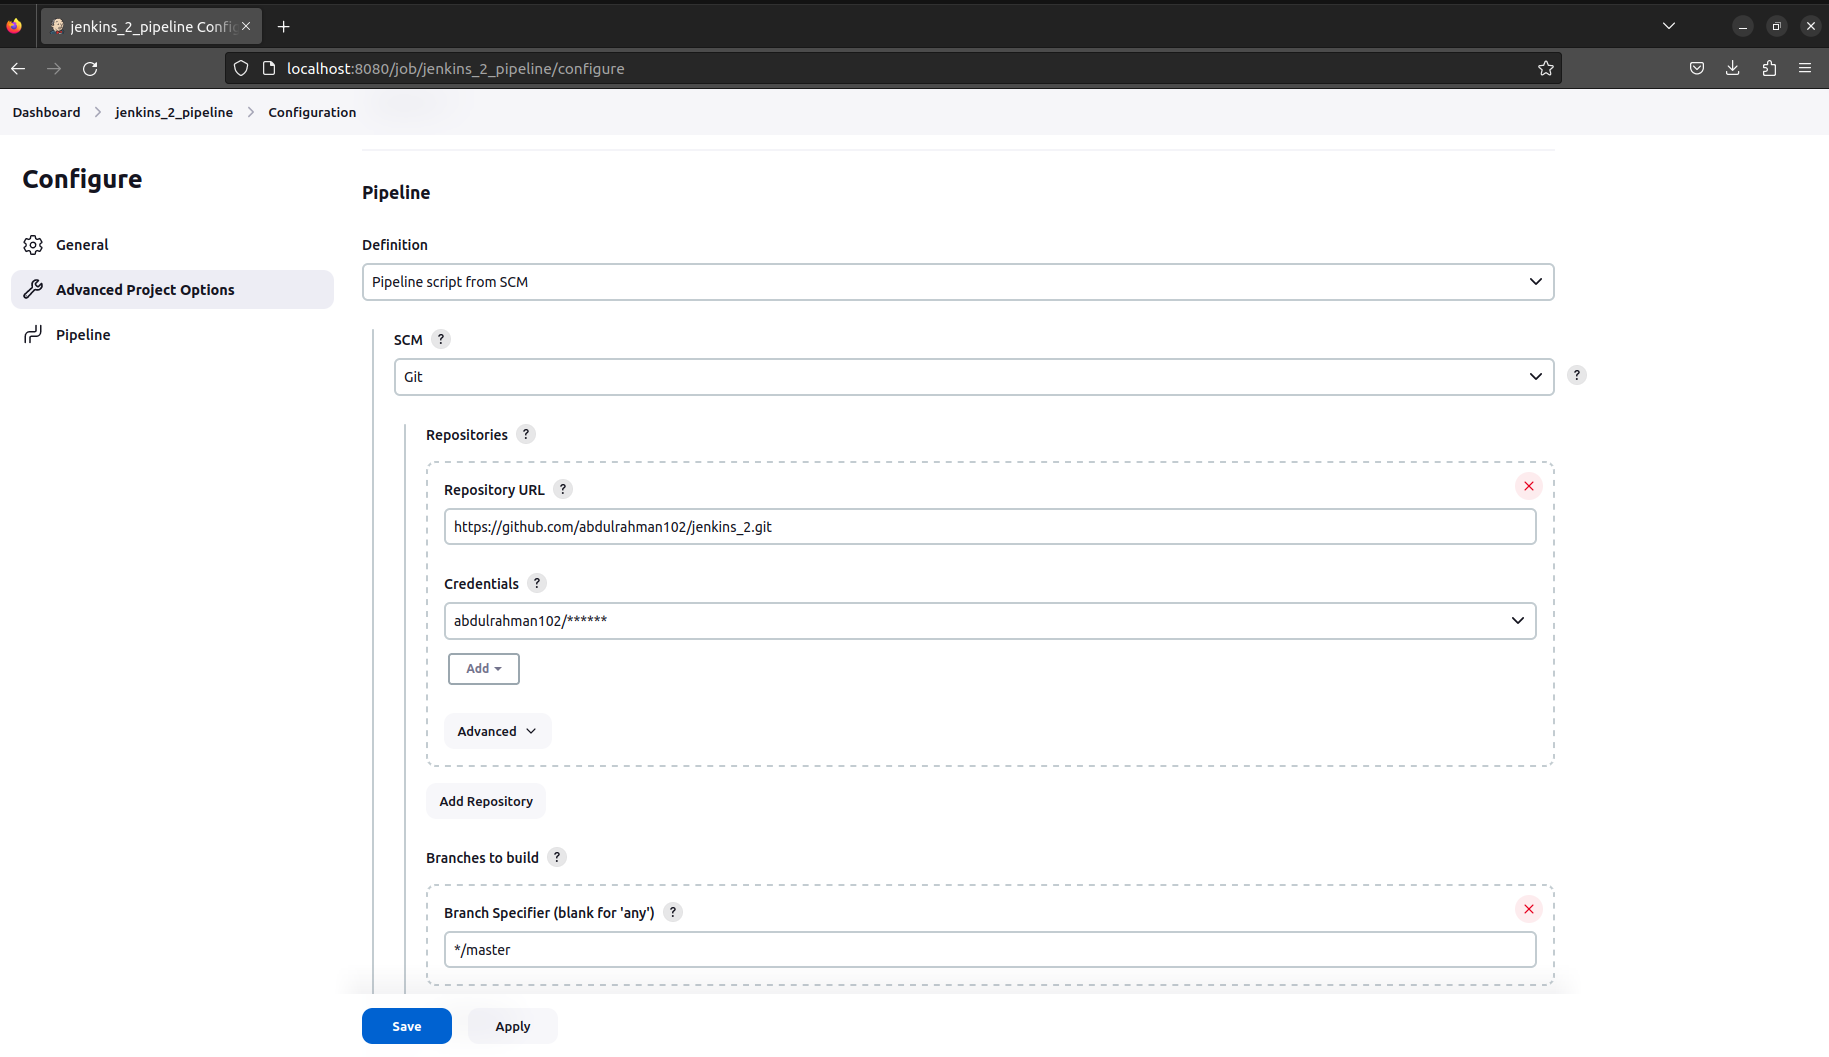 jenkins_2_pipeline Config
localhost:8080/job/jenkins_2_pipeline/configure
Dashboard > jenkins_2_pipeline > Configuration
Configure
General
Advanced Project Options
Pipeline
Pipeline
Definition
Pipeline script from SCM
SCM ?
Git
?
Repositories ?
Repository URL ?
https://github.com/abdulrahman102/jenkins_2.git
Credentials ?
abdulrahman102/******
Add
Advanced
Add Repository
Branches to build ?
Branch Specifier (blank for 'any') ?
*/master
Save Apply